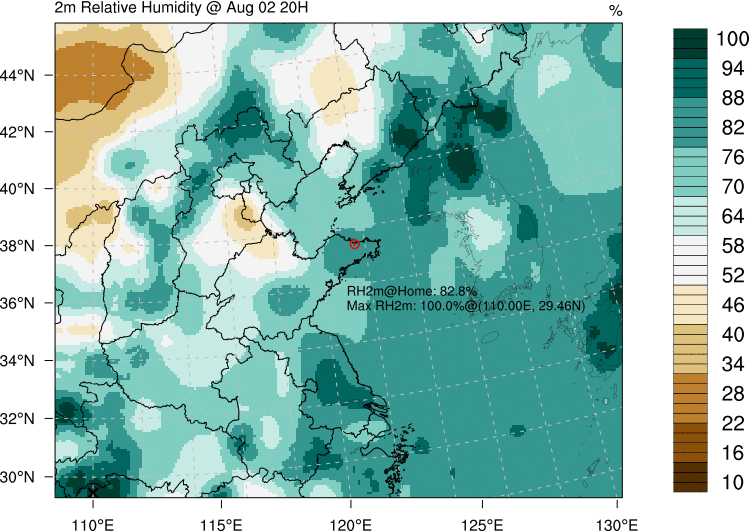 2m Relative Humidity @ Aug 02 20H
%
44°N
42°N
40°N
38°N
36°N
34°N
32°N
30°N
110°E
115°E
120°E
125°E
130°E
RH2m@Home: 82.8%
Max RH2m: 100.0%@(110.00E, 29.46N)
100
94
88
82
76
70
64
58
52
46
40
34
28
22
16
10